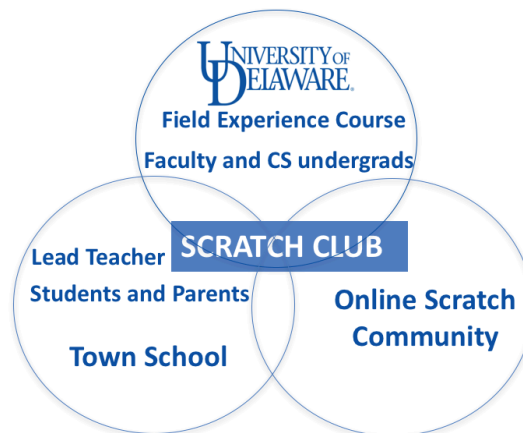 UNIVERSITY OF
DELAWARE.
Field Experience Course
Faculty and CS undergrads
SCRATCH CLUB
Lead Teacher
Students and Parents
Town School
Online Scratch
Community